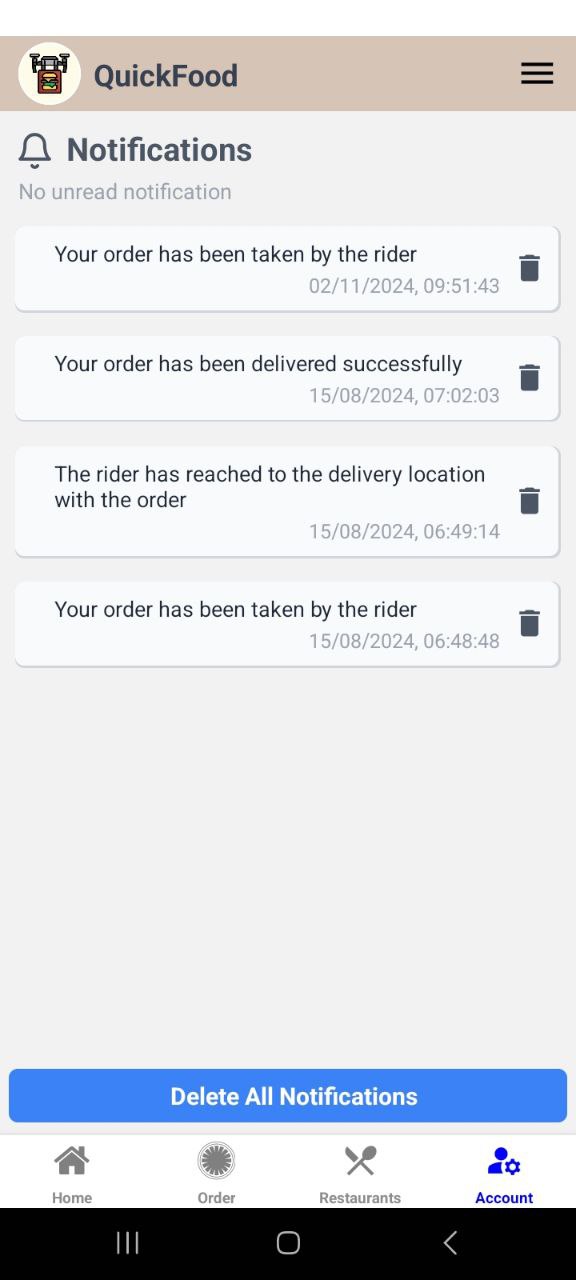 QuickFood
Notifications
No unread notification
Your order has been taken by the rider
02/11/2024, 09:51:43
Your order has been delivered successfully
15/08/2024, 07:02:03
The rider has reached to the delivery location
with the order
15/08/2024, 06:49:14
Your order has been taken by the rider
15/08/2024, 06:48:48
Delete All Notifications
Home
Order
Restaurants
Account